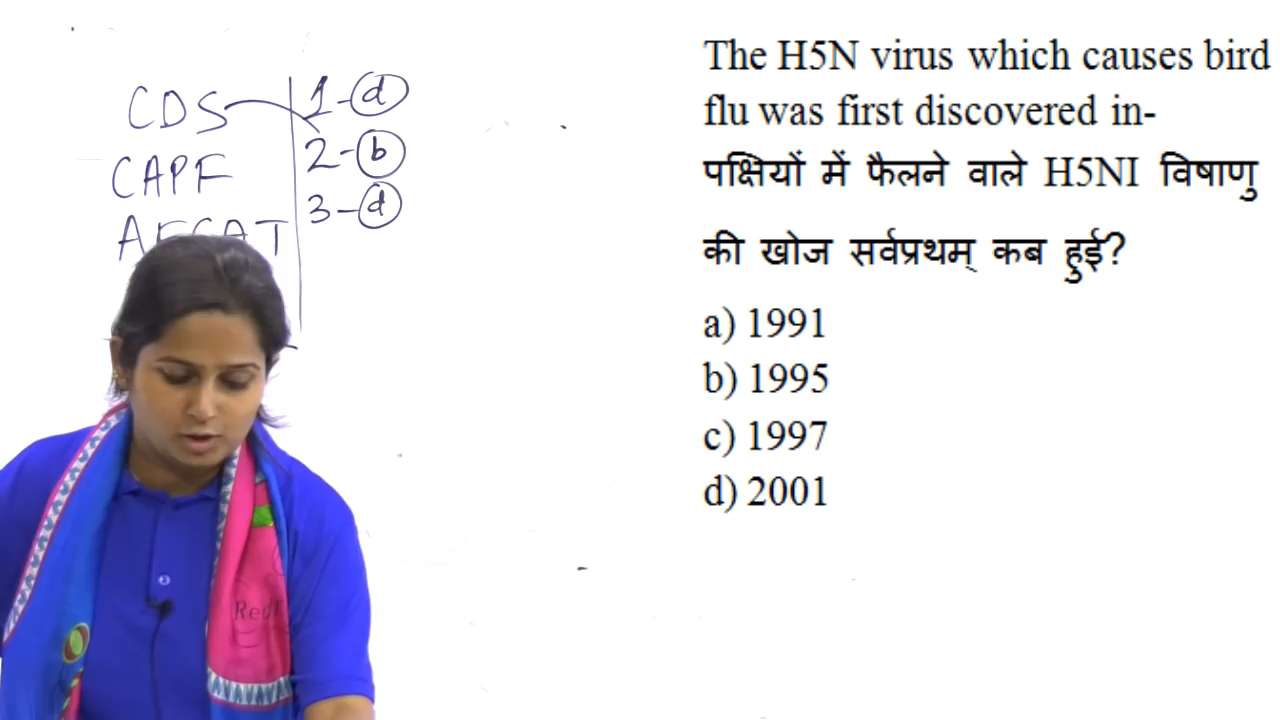 CDS
CAPF
AFCAT
1-d
2-b
3-d
The H5N virus which causes bird
flu was first discovered in-
पक्षियों में फैलने वाले H5NI विषाणु
की खोज सर्वप्रथम् कब हुई?
a) 1991
b) 1995
c) 1997
d) 2001